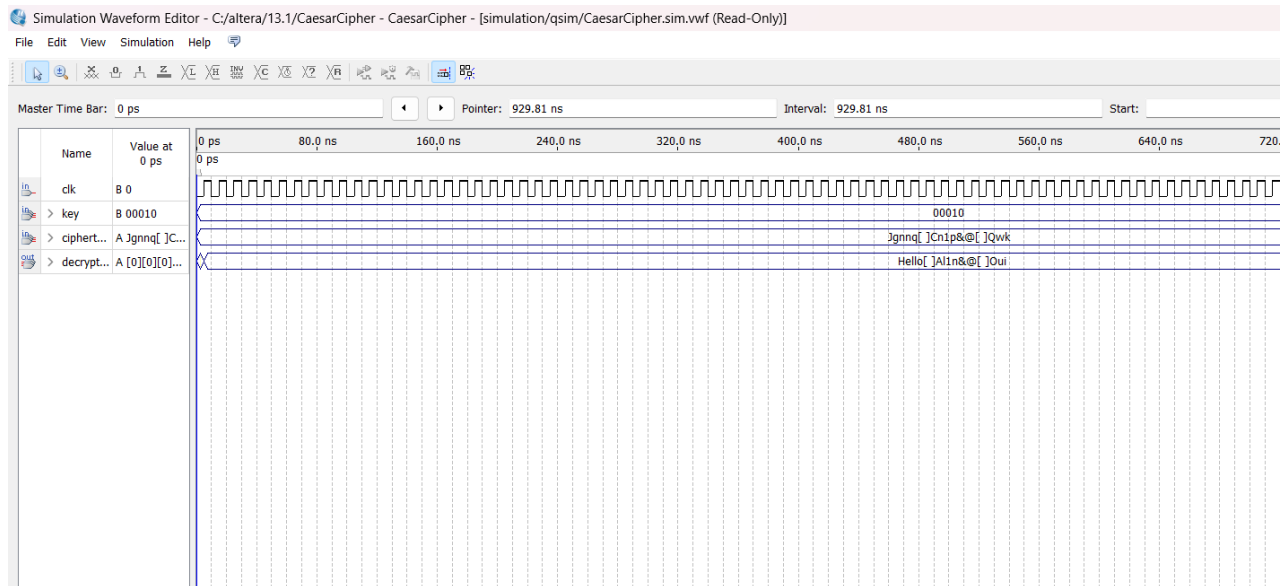 Simulation Waveform Editor - C:/altera/13.1/CaesarCipher - CaesarCipher - [simulation/qsim/CaesarCipher.sim.vwf (Read-Only)]
File Edit View Simulation Help
Master Time Bar: 0 ps Pointer: 929.81 ns Interval: 929.81 ns Start:
Name Value at 0 ps
0 ps 80.0 ns 160.0 ns 240.0 ns 320.0 ns 400.0 ns 480.0 ns 560.0 ns 640.0 ns 720.
0 ps
clk B 0
key B 00010 00010
ciphert... A Jgnnq[ ]C... Jgnnq[ ]Cn1p&@[ ]Qwk
decrypt... A [0][0][0]... Hello[ ]Al1n&@[ ]Oui